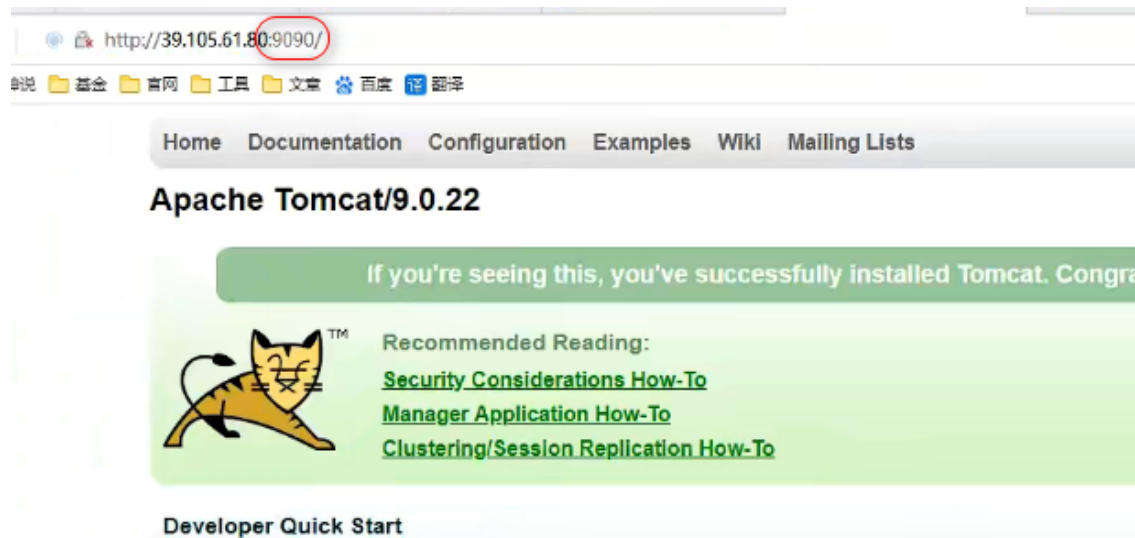 http://39.105.61.80:9090/
基金 官网 工具 文章 百度 译 翻译
Home Documentation Configuration Examples Wiki Mailing Lists
Apache Tomcat/9.0.22
If you're seeing this, you've successfully installed Tomcat. Congra
TM
Recommended Reading:
Security Considerations How-To
Manager Application How-To
Clustering/Session Replication How-To
Developer Quick Start